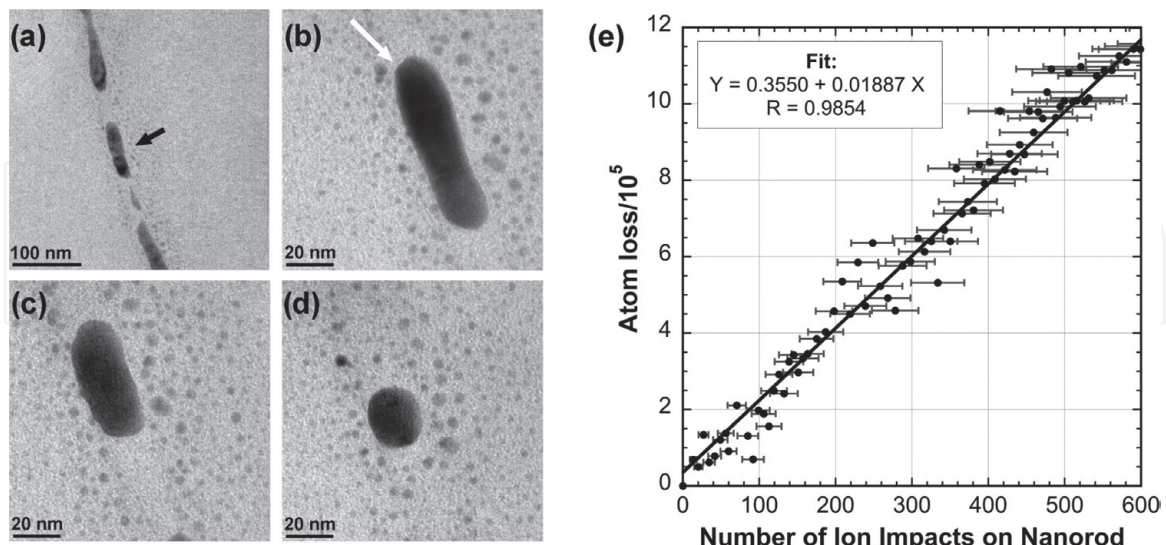 (a)
100 nm
(b)
20 nm
(c)
20 nm
(d)
20 nm
(e)
Fit:
Y = 0.3550 + 0.01887 X
R = 0.9854
Atom loss/10⁵
12
10
8
6
4
2
0
0 100 200 300 400 500 600
Number of Ion Impacts on Nanorod